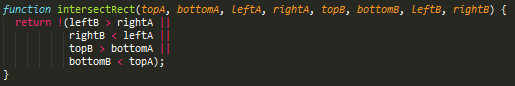 function intersectRect(topA, bottomA, leftA, rightA, topB, bottomB, leftB, rightB) {
return !(leftB > rightA ||
rightB < leftA ||
topB > bottomA ||
bottomB < topA);
}